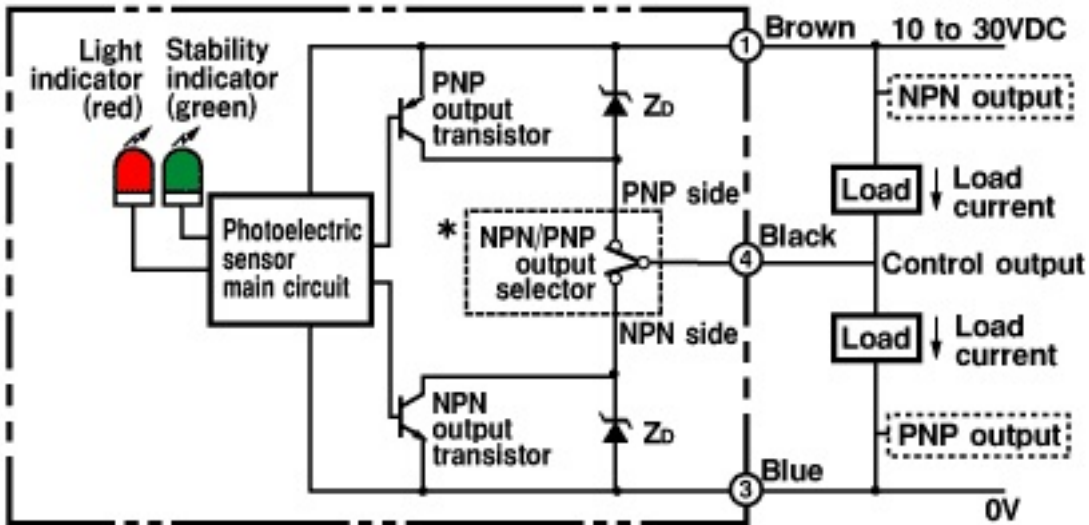 Light
indicator
(red)
Stability
indicator
(green)
PNP
output
transistor
ZD
1
Brown
10 to 30VDC
NPN output
Load
Load
current
PNP side
*
NPN/PNP
output
selector
4
Black
Control output
Photoelectric
sensor
main circuit
NPN side
Load
Load
current
NPN
output
transistor
ZD
PNP output
3
Blue
0V